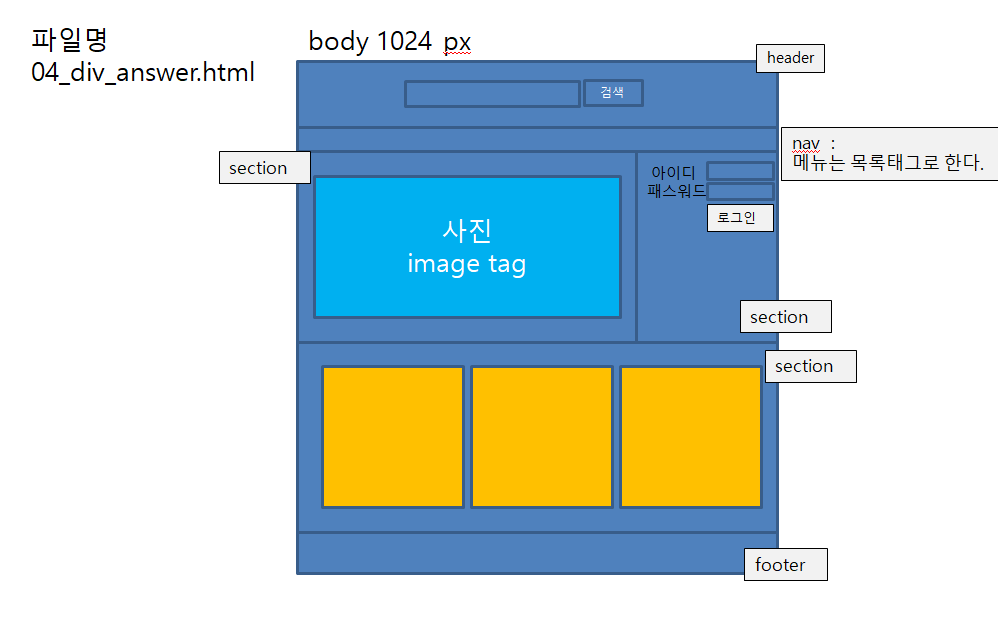 파일명
04_div_answer.html
body 1024 px
header
검색
nav :
메뉴는 목록태그로 한다.
section
아이디
패스워드
로그인
사진
image tag
section
section
footer